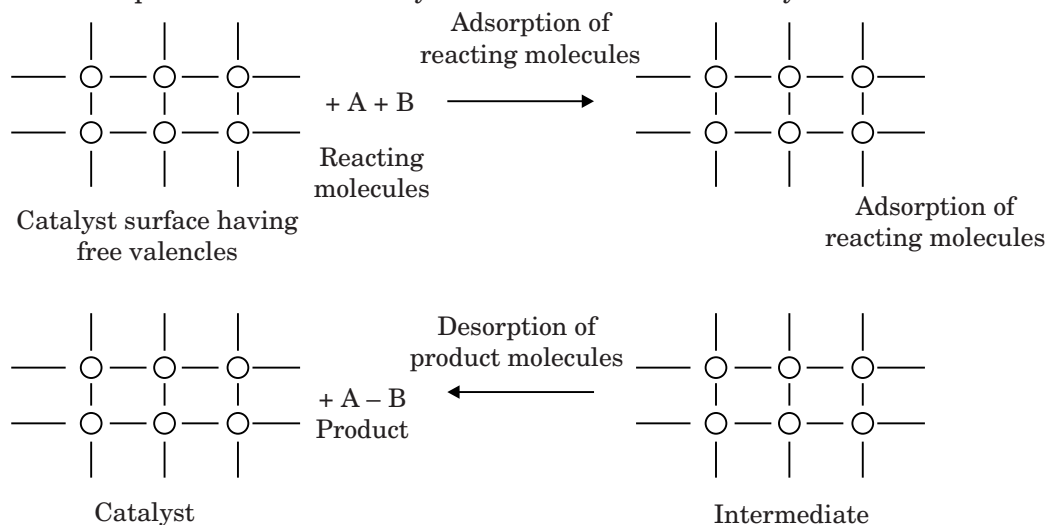 Adsorption of
reacting molecules
+ A + B
Reacting
molecules
Catalyst surface having
free valencles
Adsorption of
reacting molecules
Desorption of
product molecules
+ A – B
Product
Catalyst
Intermediate